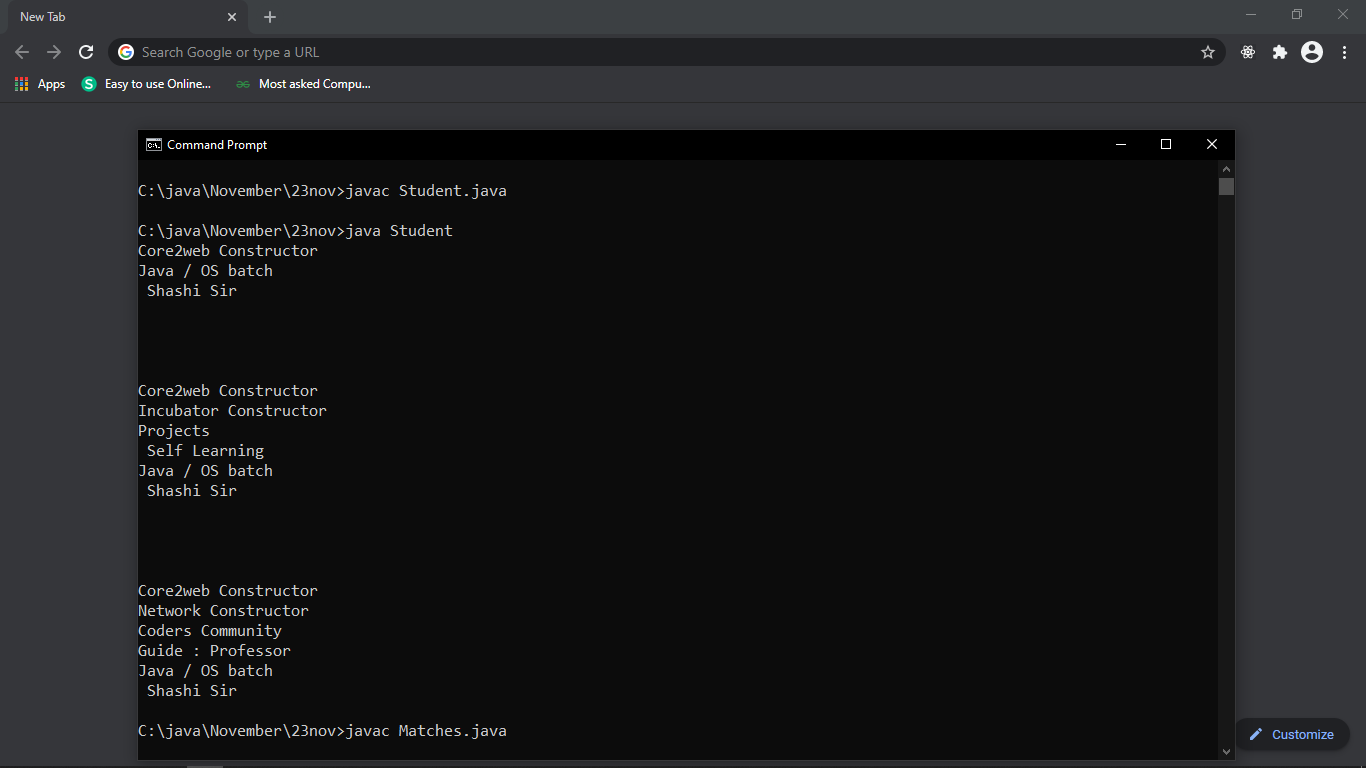 New Tab
Search Google or type a URL
Apps
Easy to use Online...
Most asked Compu...
Command Prompt
C:\java\November\23nov>javac Student.java
C:\java\November\23nov>java Student
Core2web Constructor
Java / OS batch
 Shashi Sir
Core2web Constructor
Incubator Constructor
Projects
 Self Learning
Java / OS batch
 Shashi Sir
Core2web Constructor
Network Constructor
Coders Community
Guide : Professor
Java / OS batch
 Shashi Sir
C:\java\November\23nov>javac Matches.java
Customize